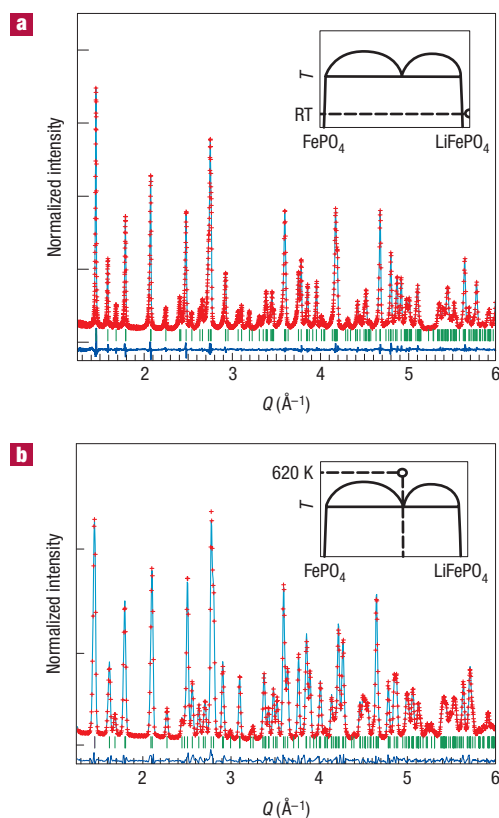 a
Normalized intensity
T
RT
FePO4
LiFePO4
2
3
4
5
6
Q (Å–1)
b
Normalized intensity
620 K
T
FePO4
LiFePO4
2
3
4
5
6
Q (Å–1)